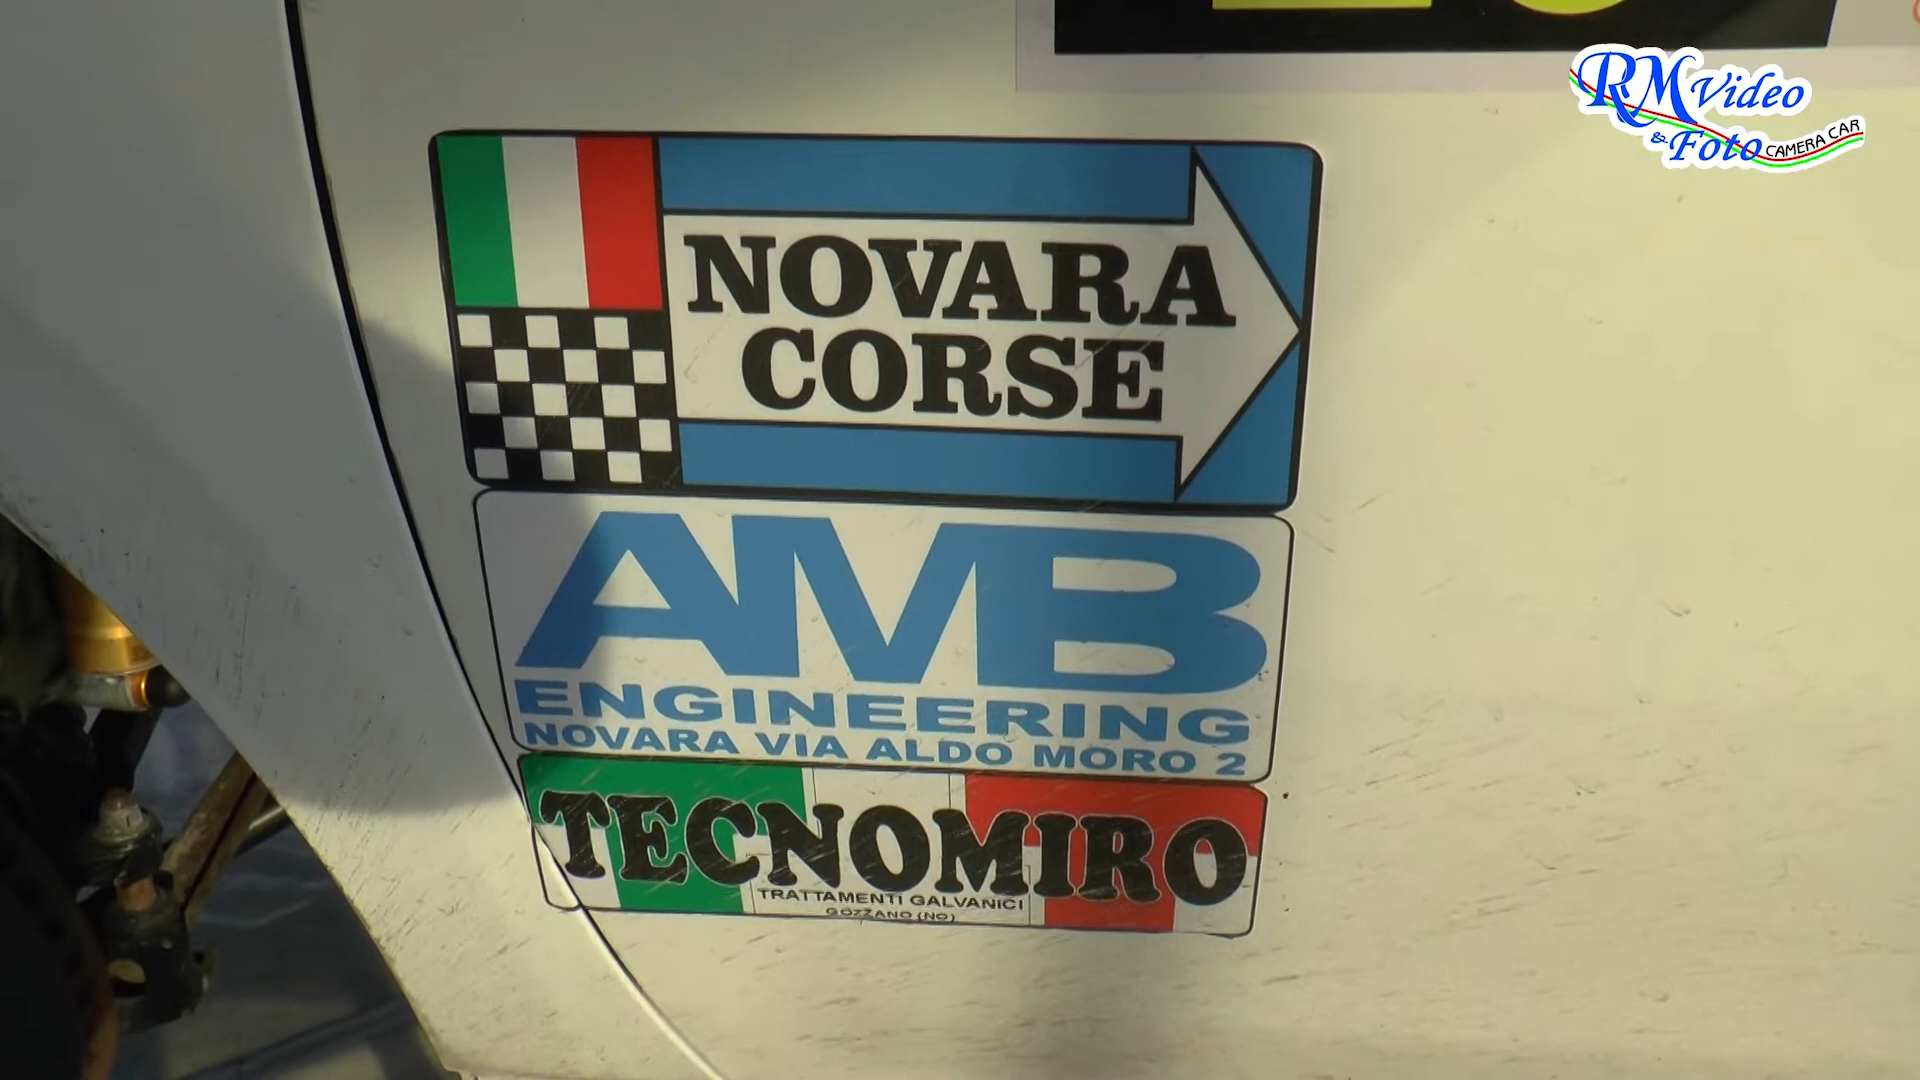 RM Video
& Foto CAMERA CAR
NOVARA
CORSE
AMB
ENGINEERING
NOVARA VIA ALDO MORO 2
TECNOMIRO
TRATTAMENTI GALVANICI
GOZZANO (NO)